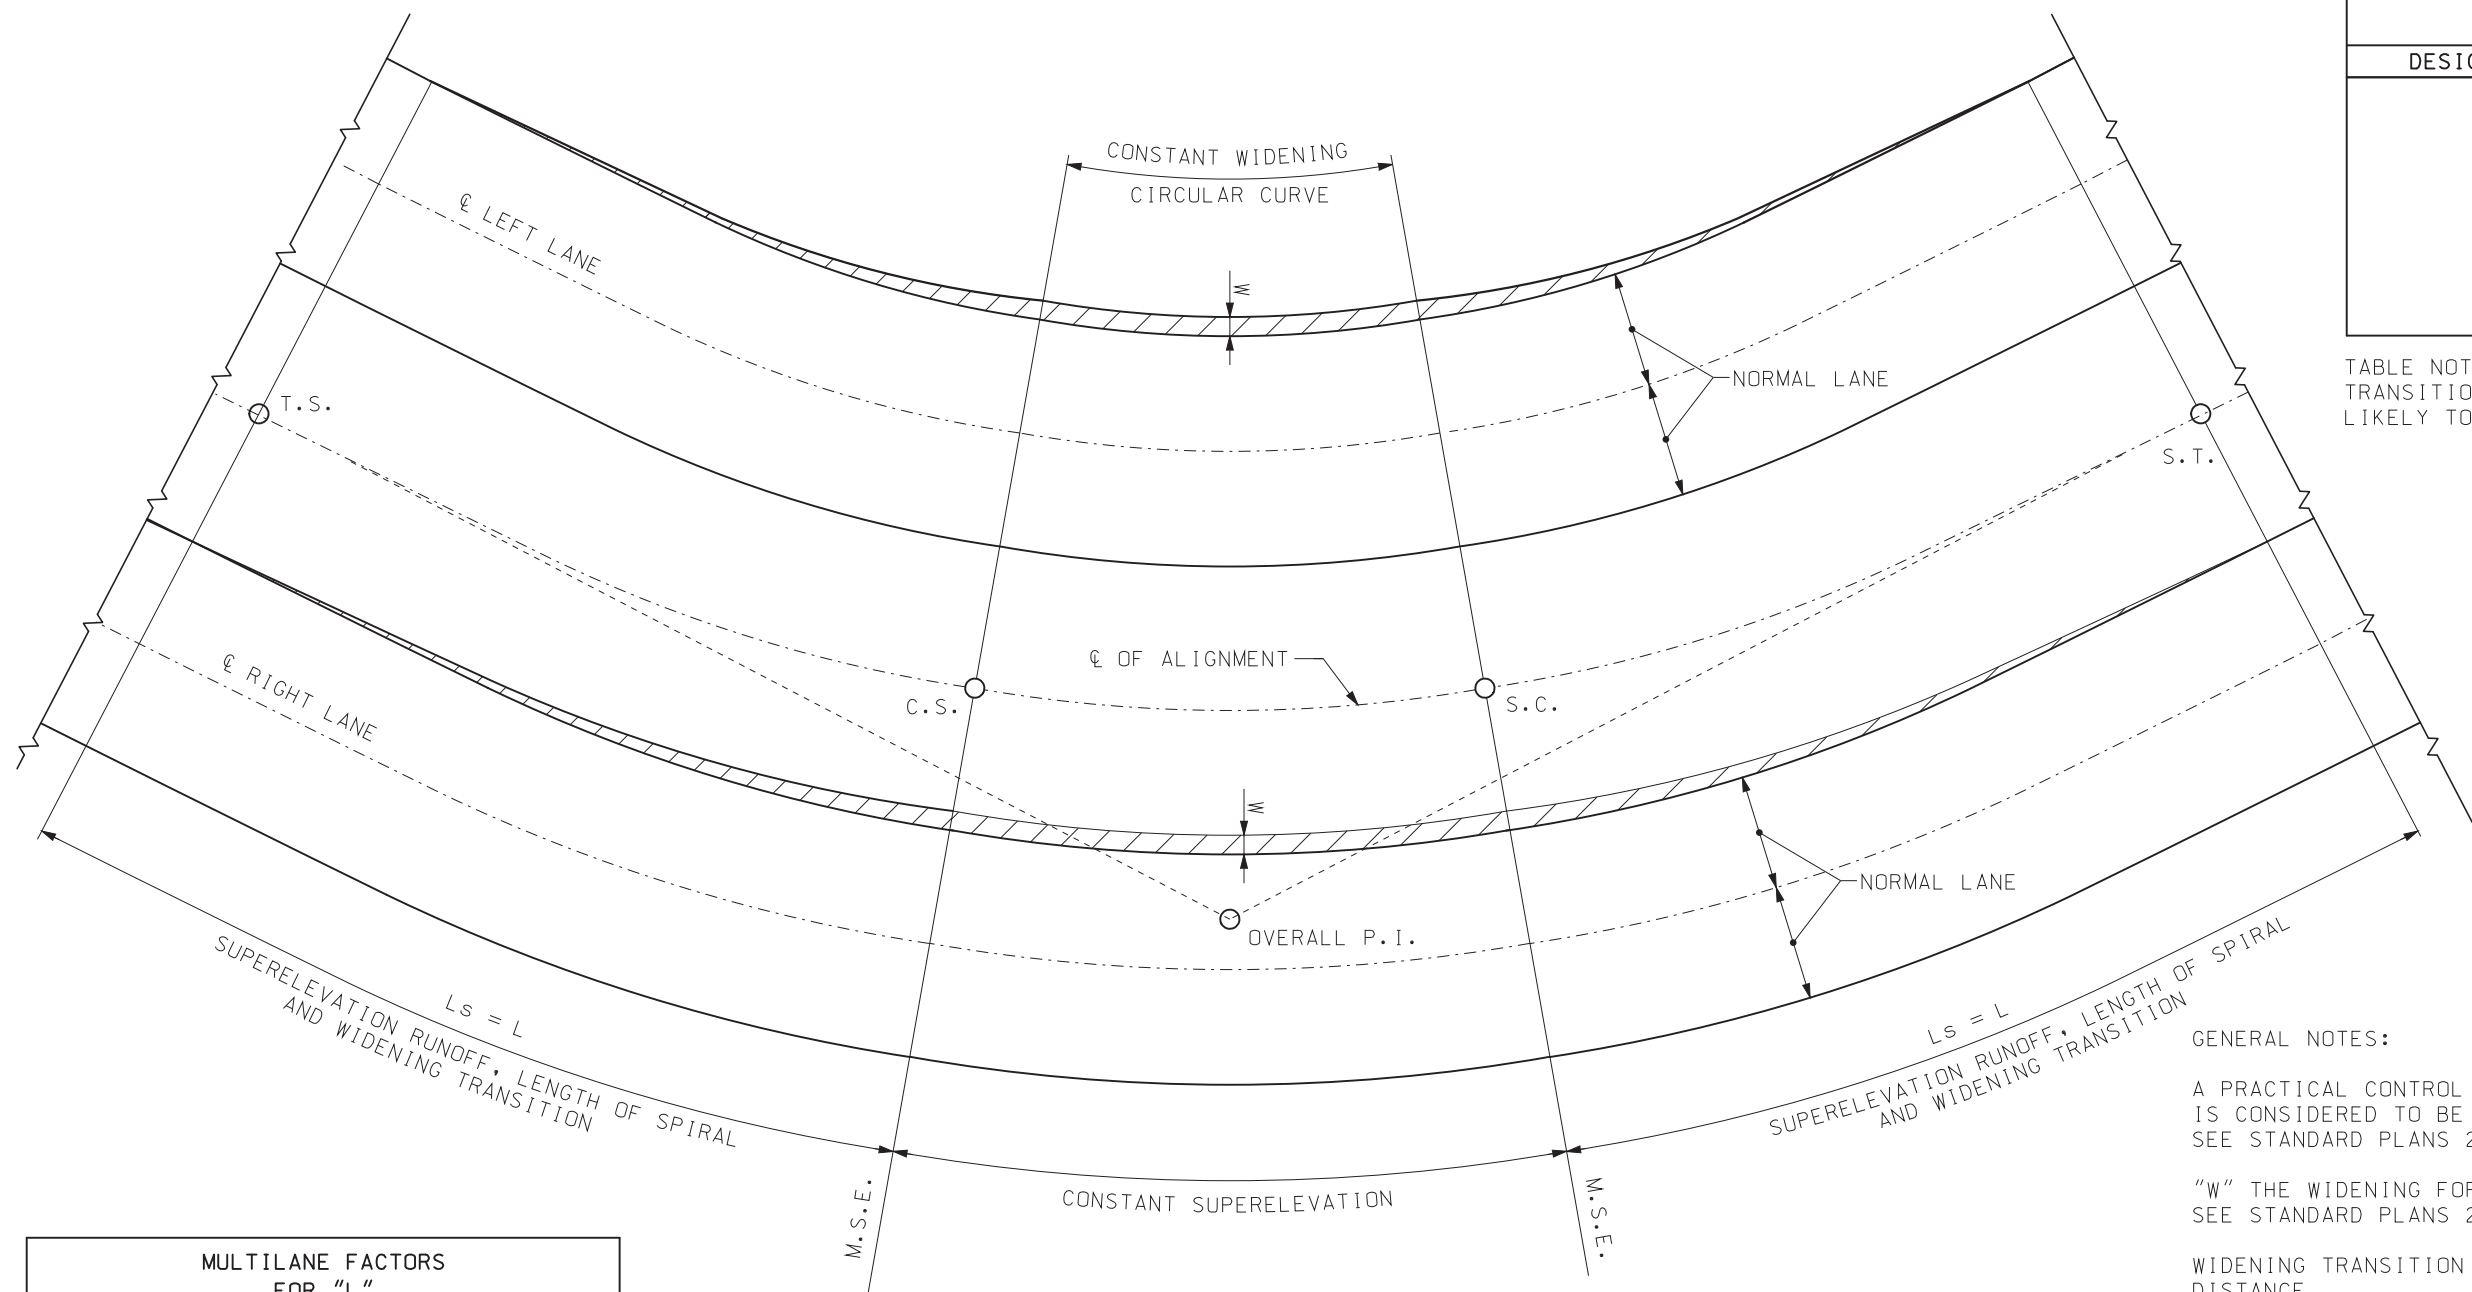 DESIG
CONSTANT WIDENING
CIRCULAR CURVE
℄ LEFT LANE
W
NORMAL LANE
TABLE NOT
TRANSITIO
LIKELY TO
T.S.
S.T.
℄ OF ALIGNMENT
℄ RIGHT LANE
C.S.
S.C.
W
NORMAL LANE
OVERALL P.I.
Ls = L
SUPERELEVATION RUNOFF, LENGTH OF SPIRAL
AND WIDENING TRANSITION
Ls = L
SUPERELEVATION RUNOFF, LENGTH OF SPIRAL
AND WIDENING TRANSITION
CONSTANT SUPERELEVATION
M.S.E.
M.S.E.
GENERAL NOTES:
A PRACTICAL CONTROL
IS CONSIDERED TO BE
SEE STANDARD PLANS 2
"W" THE WIDENING FOR
SEE STANDARD PLANS 2
WIDENING TRANSITION
DISTANCE
MULTILANE FACTORS
FOR "L"